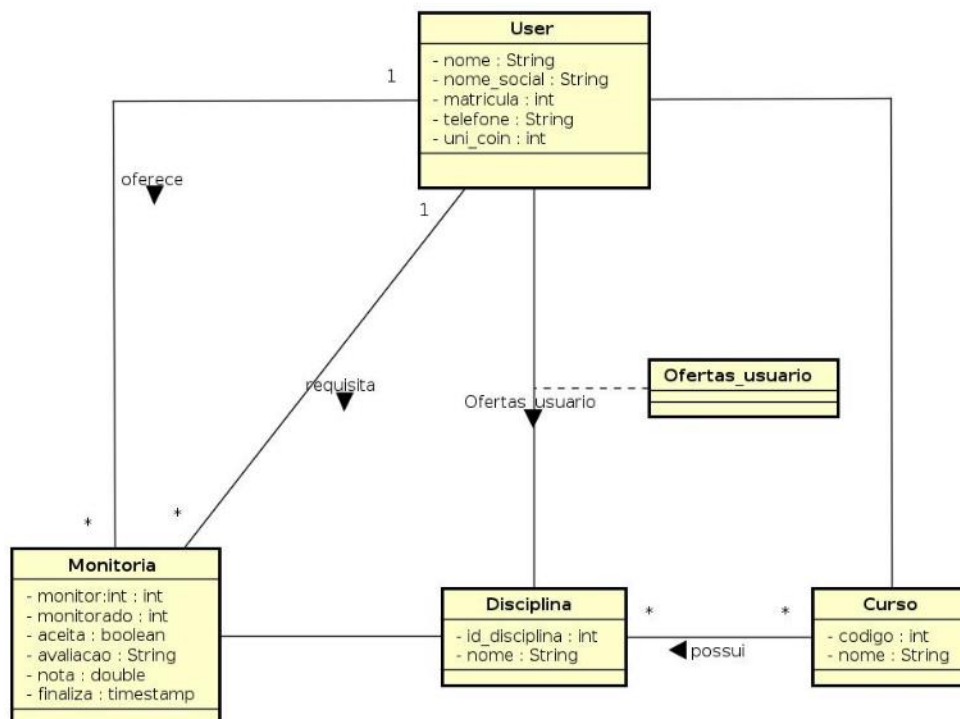 User
- nome : String
- nome_social : String
- matricula : int
- telefone : String
- uni_coin : int
1
oferece
1
requisita
Ofertas_usuario
Ofertas_usuario
*
*
Monitoria
- monitor:int : int
- monitorado : int
- aceita : boolean
- avaliacao : String
- nota : double
- finaliza : timestamp
Disciplina
- id_disciplina : int
- nome : String
*
*
possui
Curso
- codigo : int
- nome : String